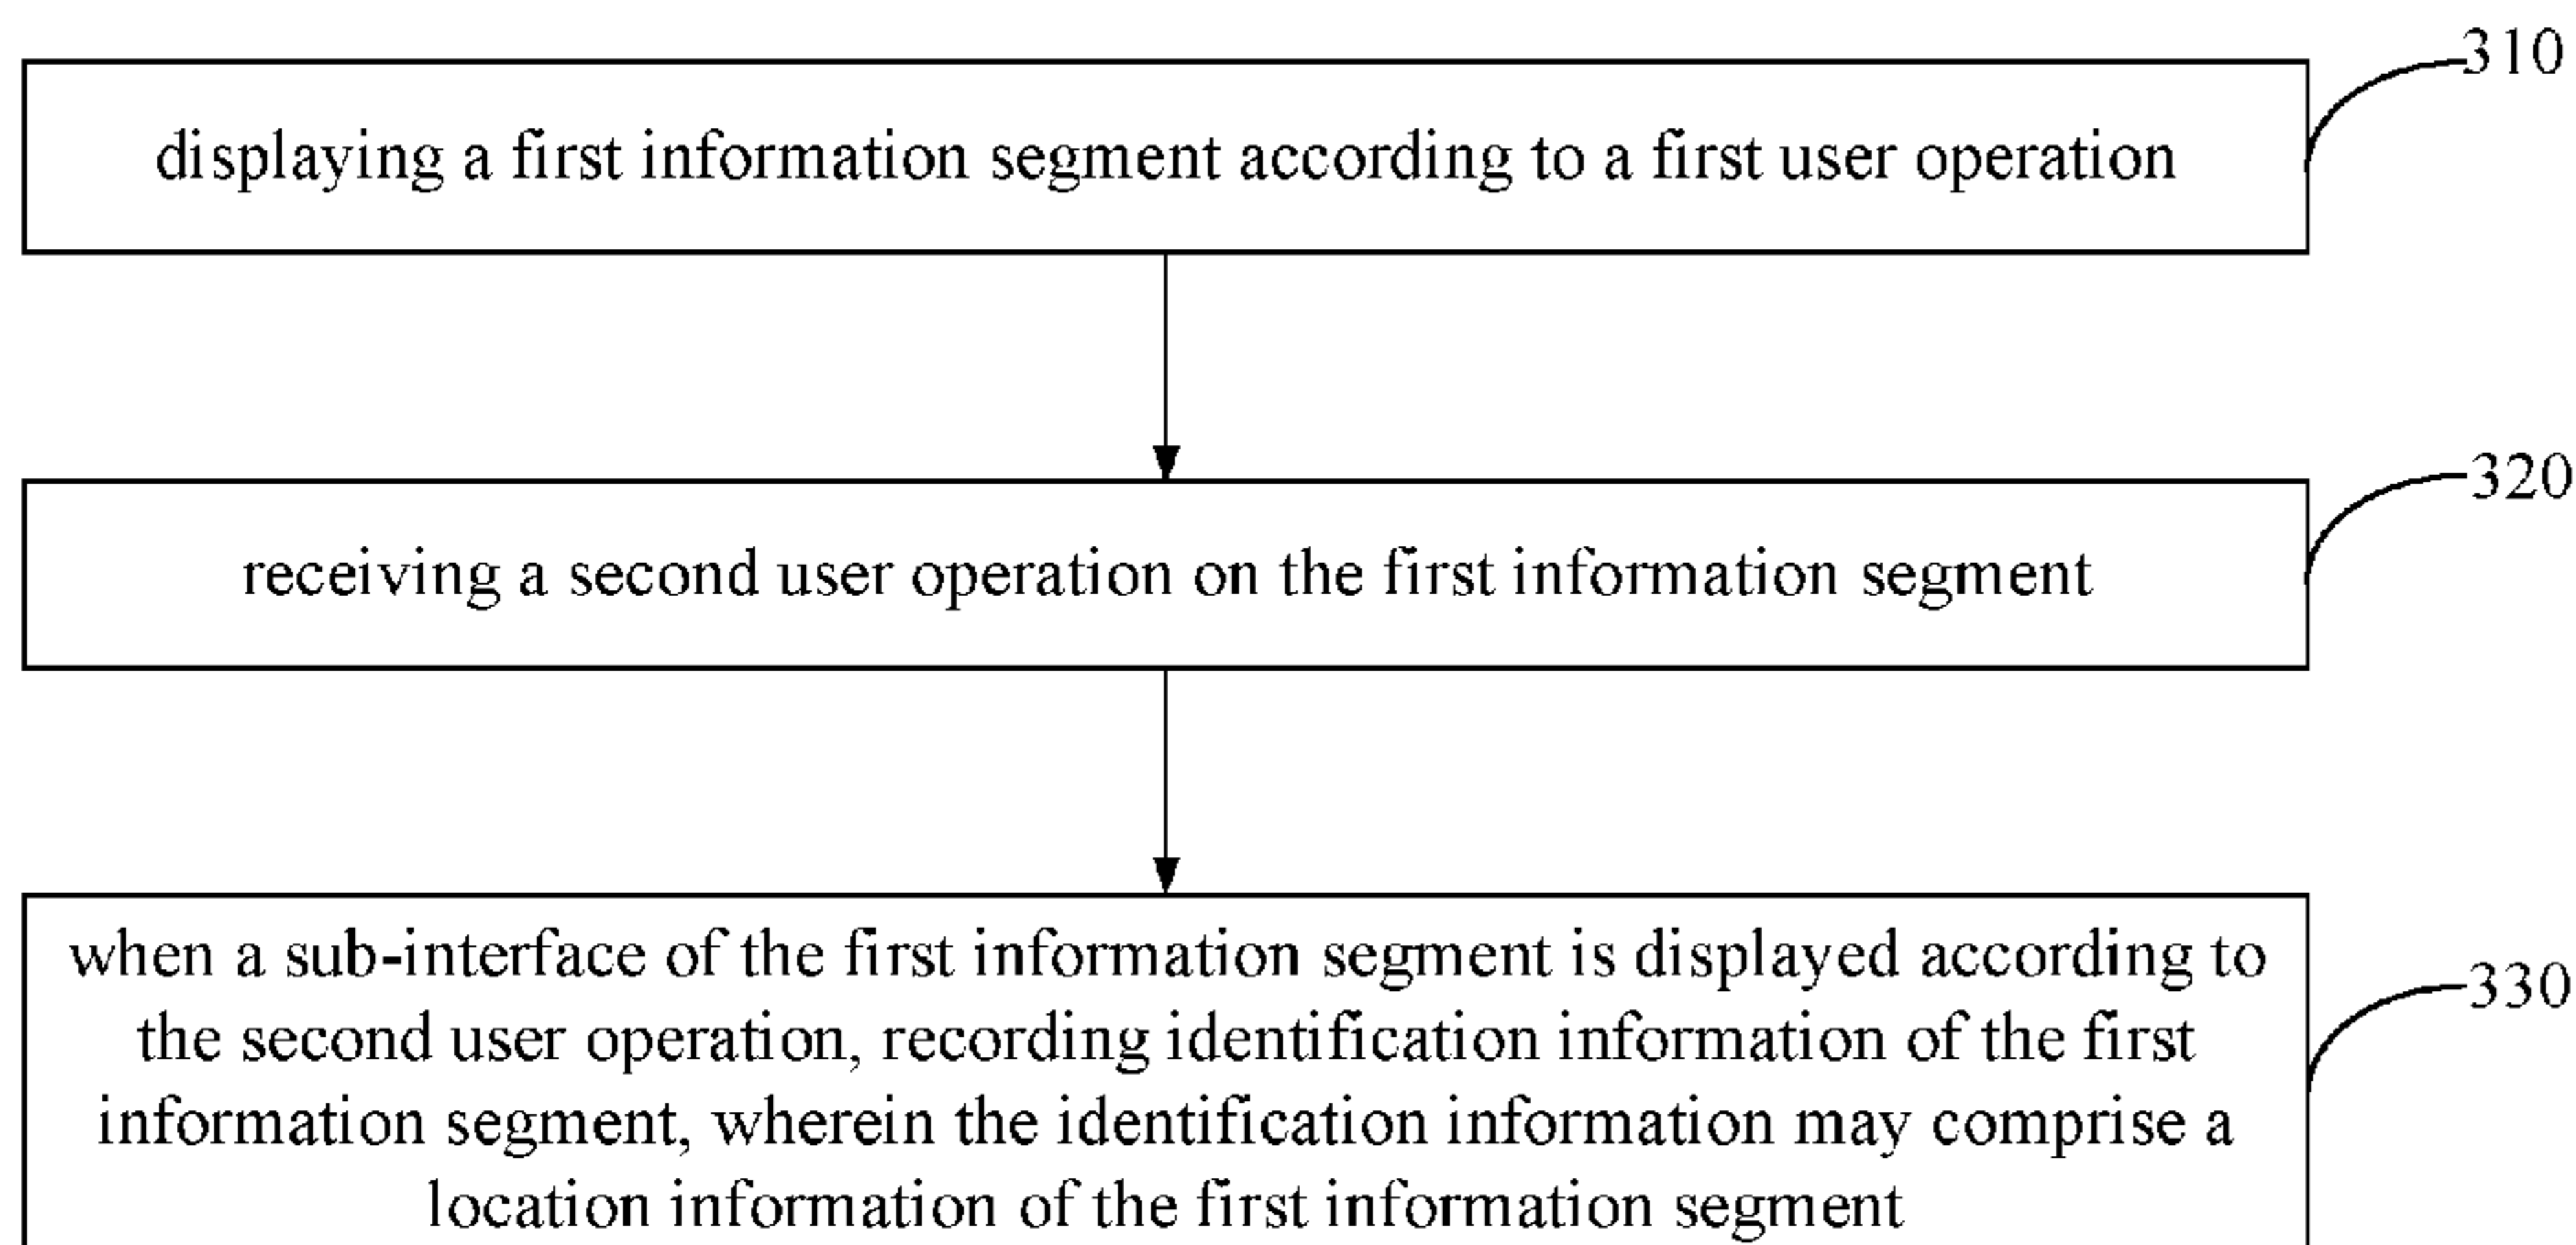 310
displaying a first information segment according to a first user operation
320
receiving a second user operation on the first information segment
when a sub-interface of the first information segment is displayed according to
330
the second user operation, recording identification information of the first
information segment, wherein the identification information may comprise a
location information of the first information segment